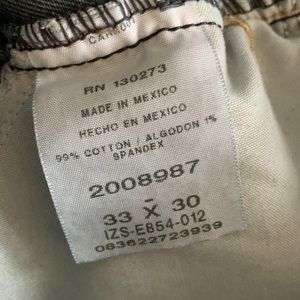 RN 130273
MADE IN MEXICO
HECHO EN MEXICO
99% COTTON / ALGODON 1%
SPANDEX
2008987
-
33 X 30
IZS-E854-012
083622723939